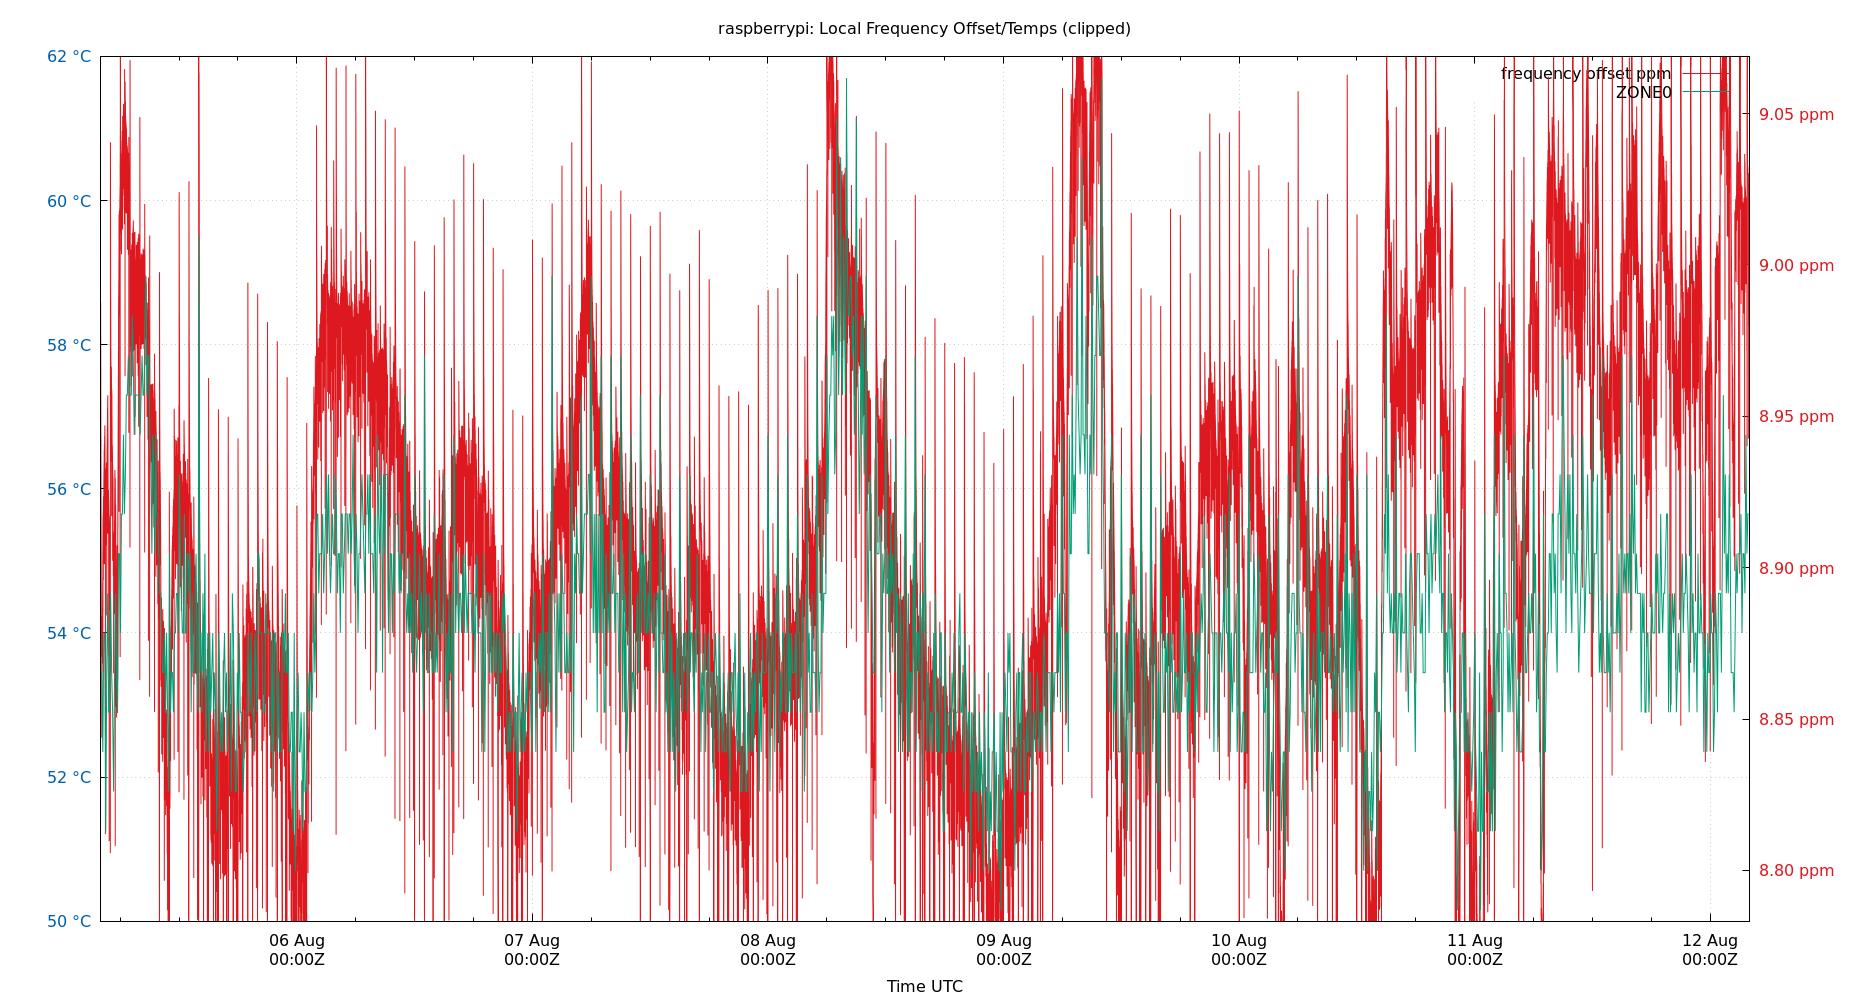 raspberrypi: Local Frequency Offset/Temps (clipped)
62 °C
60 °C
58 °C
56 °C
54 °C
52 °C
50 °C
frequency offset ppm
ZONE0
9.05 ppm
9.00 ppm
8.95 ppm
8.90 ppm
8.85 ppm
8.80 ppm
06 Aug
00:00Z
07 Aug
00:00Z
08 Aug
00:00Z
09 Aug
00:00Z
10 Aug
00:00Z
11 Aug
00:00Z
12 Aug
00:00Z
Time UTC